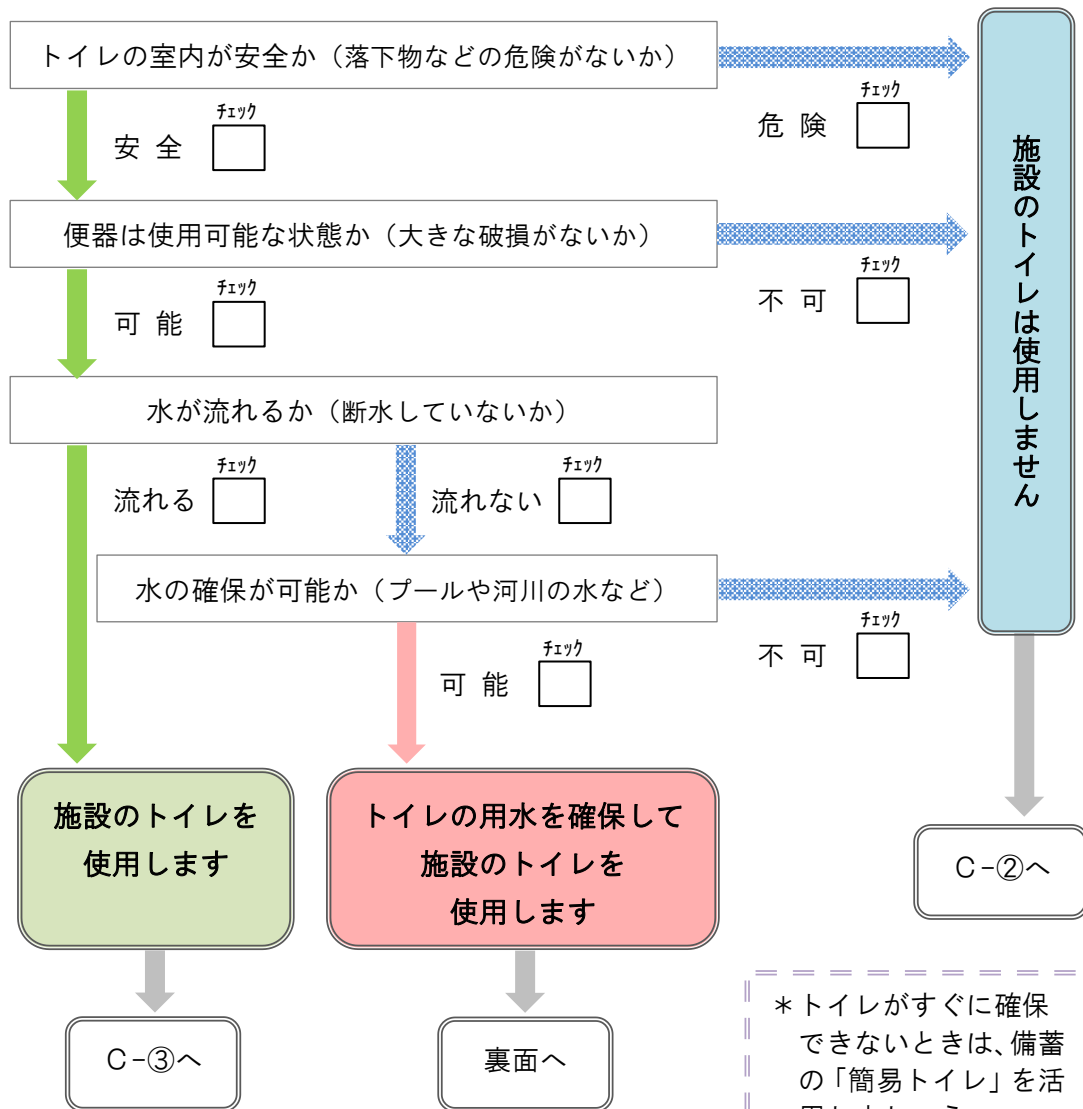 トイレの室内が安全か（落下物などの危険がないか）
チェック
安 全
チェック
危 険
便器は使用可能な状態か（大きな破損がないか）
チェック
可 能
チェック
不 可
水が流れるか（断水していないか）
チェック
流れる
チェック
流れない
水の確保が可能か（プールや河川の水など）
チェック
可 能
チェック
不 可
施設のトイレは使用しません
施設のトイレを
使用します
トイレの用水を確保して
施設のトイレを
使用します
C-②へ
C-③へ
裏面へ
＊トイレがすぐに確保
できないときは、備蓄
の「簡易トイレ」を活